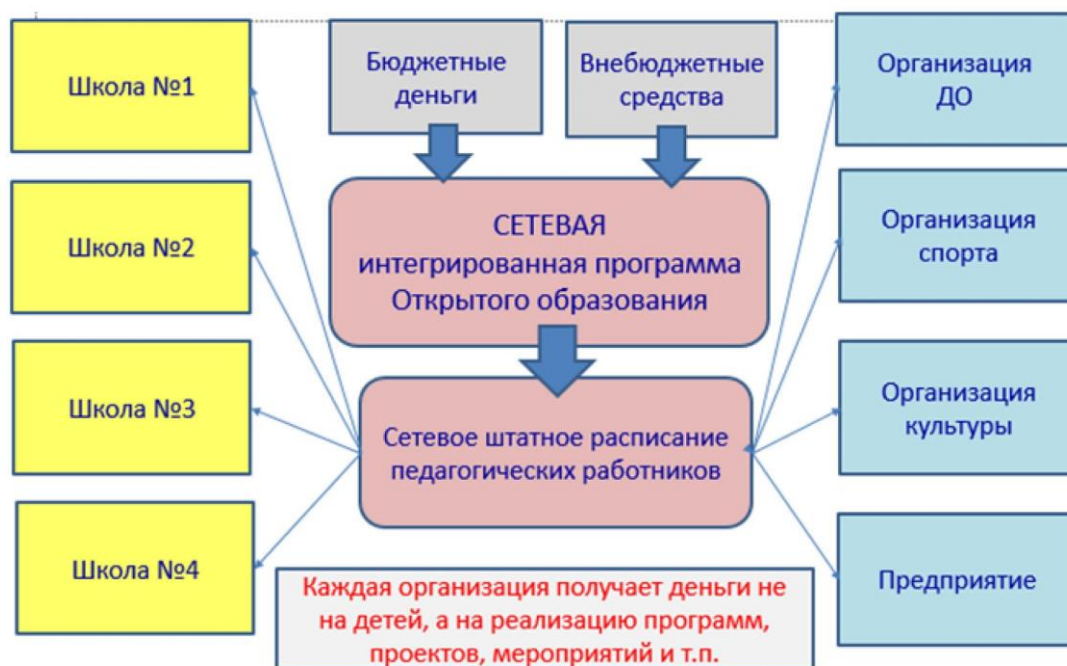 Школа №1
Школа №2
Школа №3
Школа №4
Бюджетные
деньги
Внебюджетные
средства
СЕТЕВАЯ
интегрированная программа
Открытого образования
Сетевое штатное расписание
педагогических работников
Каждая организация получает деньги не
на детей, а на реализацию программ,
проектов, мероприятий и т.п.
Организация
ДО
Организация
спорта
Организация
культуры
Предприятие